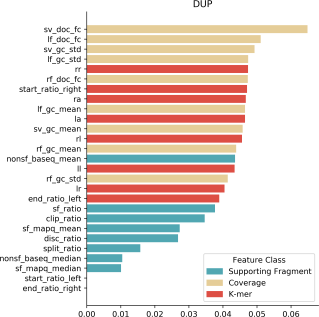 DUP
sv_doc_fc
lf_doc_fc
sv_gc_std
lf_gc_std
rr
rf_doc_fc
start_ratio_right
ra
lf_gc_mean
la
sv_gc_mean
rl
rf_gc_mean
nonsf_baseq_mean
ll
rf_gc_std
lr
end_ratio_left
sf_ratio
clip_ratio
sf_mapq_mean
disc_ratio
split_ratio
nonsf_baseq_median
sf_mapq_median
start_ratio_left
end_ratio_right
Feature Class
Supporting Fragment
Coverage
K-mer
0.00 0.01 0.02 0.03 0.04 0.05 0.06